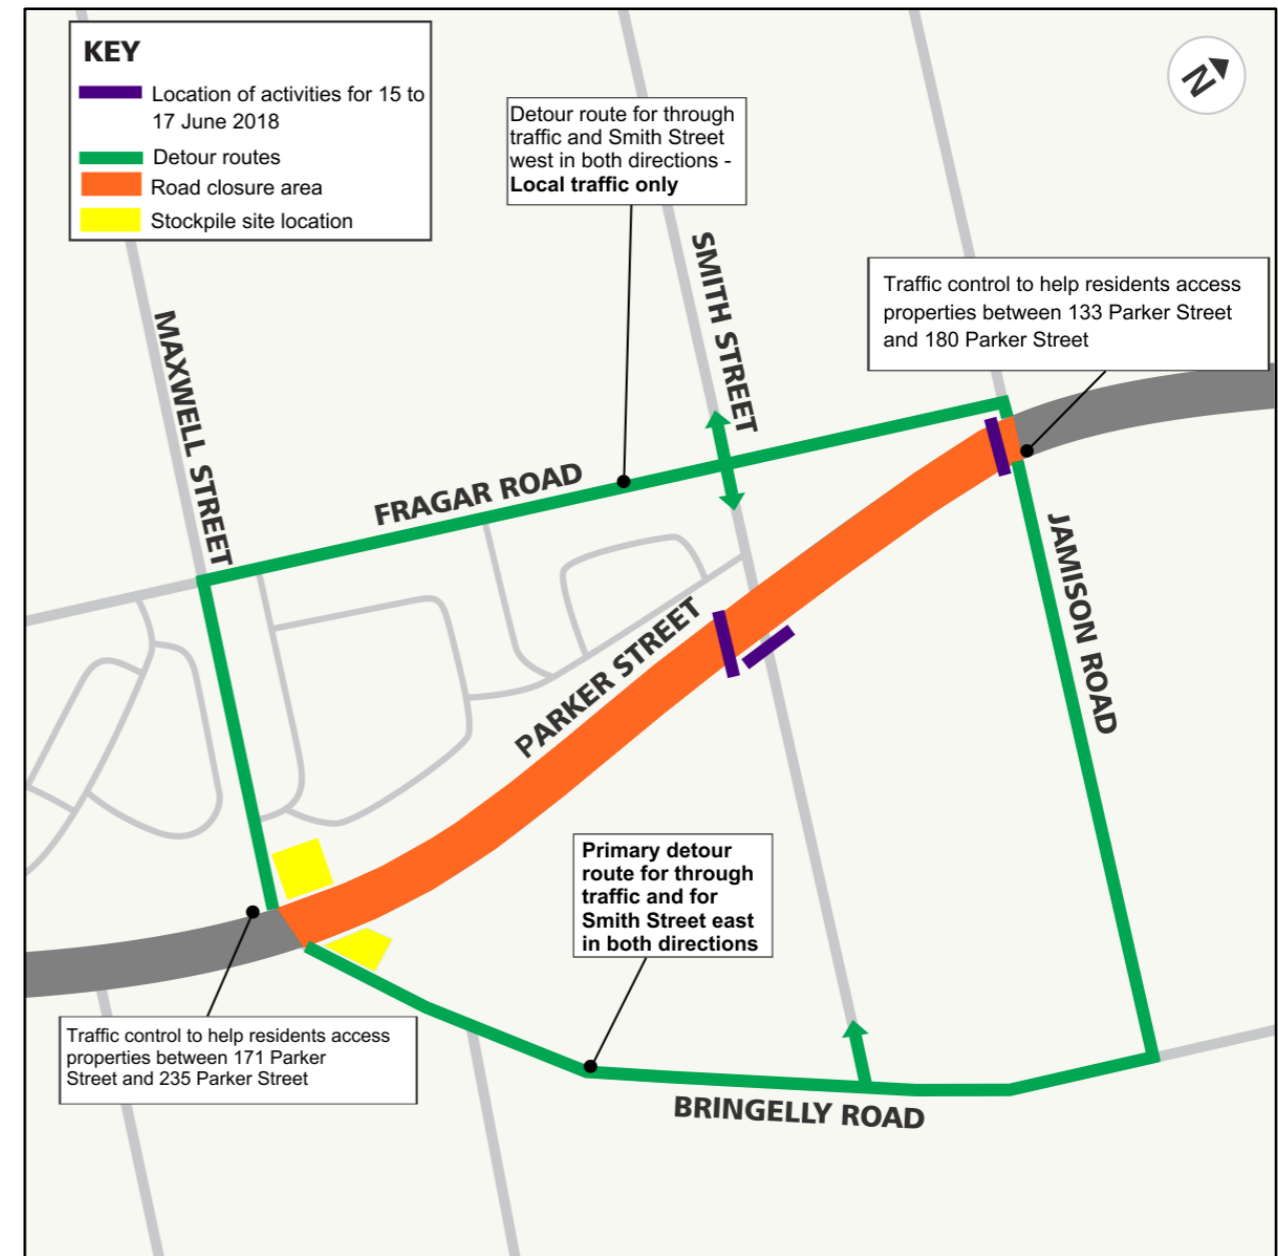 KEY
Location of activities for 15 to
17 June 2018
Detour routes
Road closure area
Stockpile site location
N
Detour route for through
traffic and Smith Street
west in both directions -
Local traffic only
Traffic control to help residents access
properties between 133 Parker Street
and 180 Parker Street
MAXWELL STREET
SMITH STREET
FRAGAR ROAD
JAMISON ROAD
PARKER STREET
Primary detour
route for through
traffic and for
Smith Street east
in both directions
Traffic control to help residents access
properties between 171 Parker
Street and 235 Parker Street
BRINGELLY ROAD